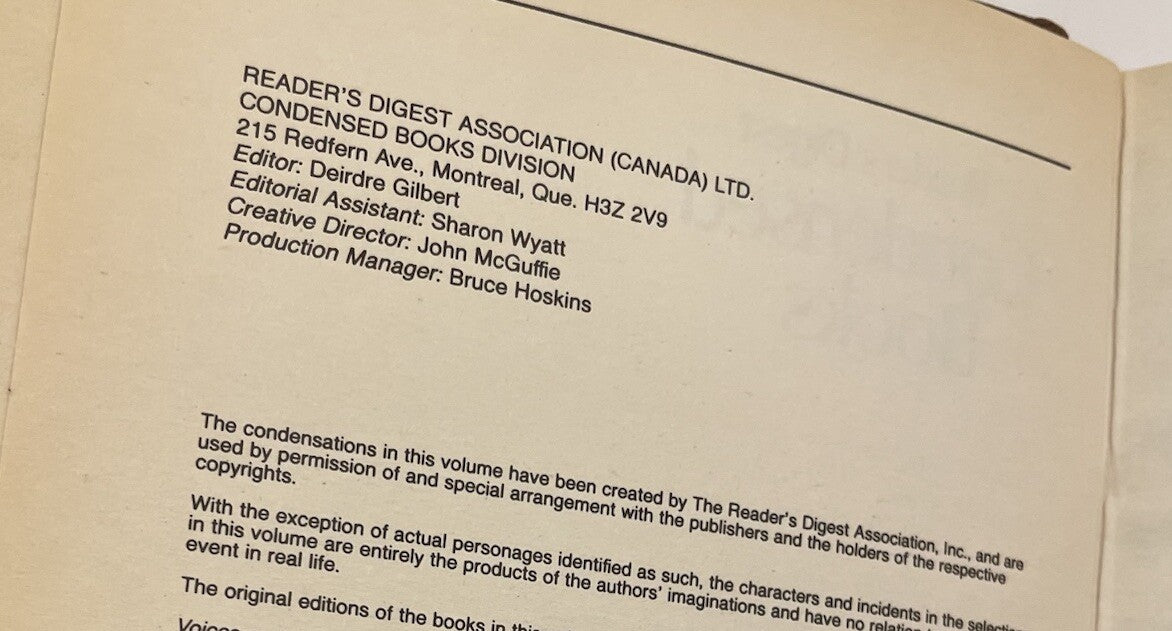 READER'S DIGEST ASSOCIATION (CANADA) LTD.
CONDENSED BOOKS DIVISION
215 Redfern Ave., Montreal, Que. H3Z 2V9
Editor: Deirdre Gilbert
Editorial Assistant: Sharon Wyatt
Creative Director: John McGuffie
Production Manager: Bruce Hoskins
The condensations in this volume have been created by The Reader's Digest Association, Inc., and are
used by permission of and special arrangement with the publishers and the holders of the respective
copyrights.
With the exception of actual personages identified as such, the characters and incidents in the
in this volume are entirely the products of the authors' imaginations and have no
event in real life.
The original editions of the books in